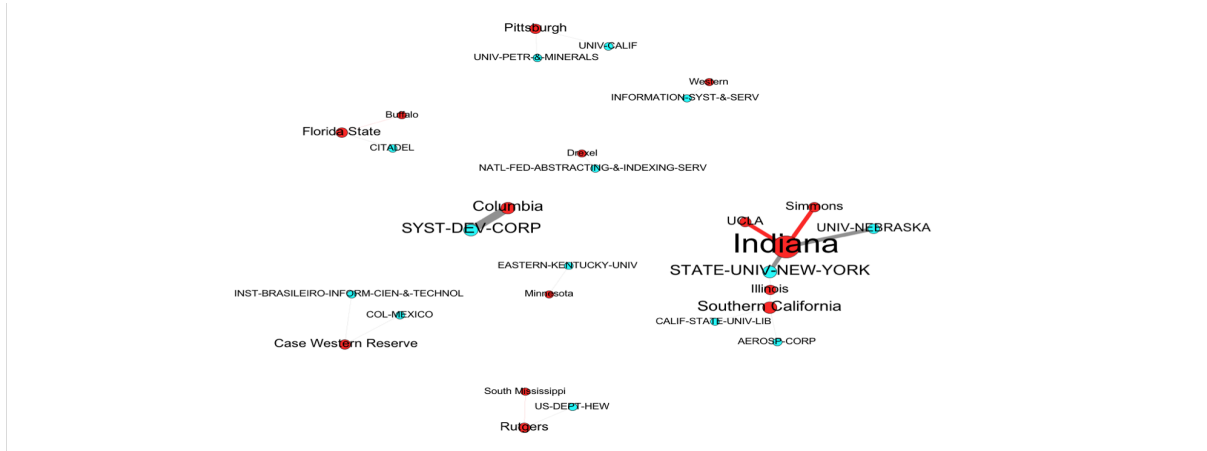 Pittsburgh
UNIV-CALIF
UNIV-PETR-&-MINERALS
Western
INFORMATION-SYST-&-SERV
Buffalo
Florida State
CITADEL
Drexel
NATL-FED-ABSTRACTING-&-INDEXING-SERV
Columbia
SYST-DEV-CORP
Simmons
UCLA
UNIV-NEBRASKA
Indiana
STATE-UNIV-NEW-YORK
EASTERN-KENTUCKY-UNIV
Illinois
INST-BRASILEIRO-INFORM-CIEN-&-TECHNOL
Minnesota
Southern California
COL-MEXICO
CALIF-STATE-UNIV-LIB
Case Western Reserve
AEROSP-CORP
South Mississippi
US-DEPT-HEW
Rutgers